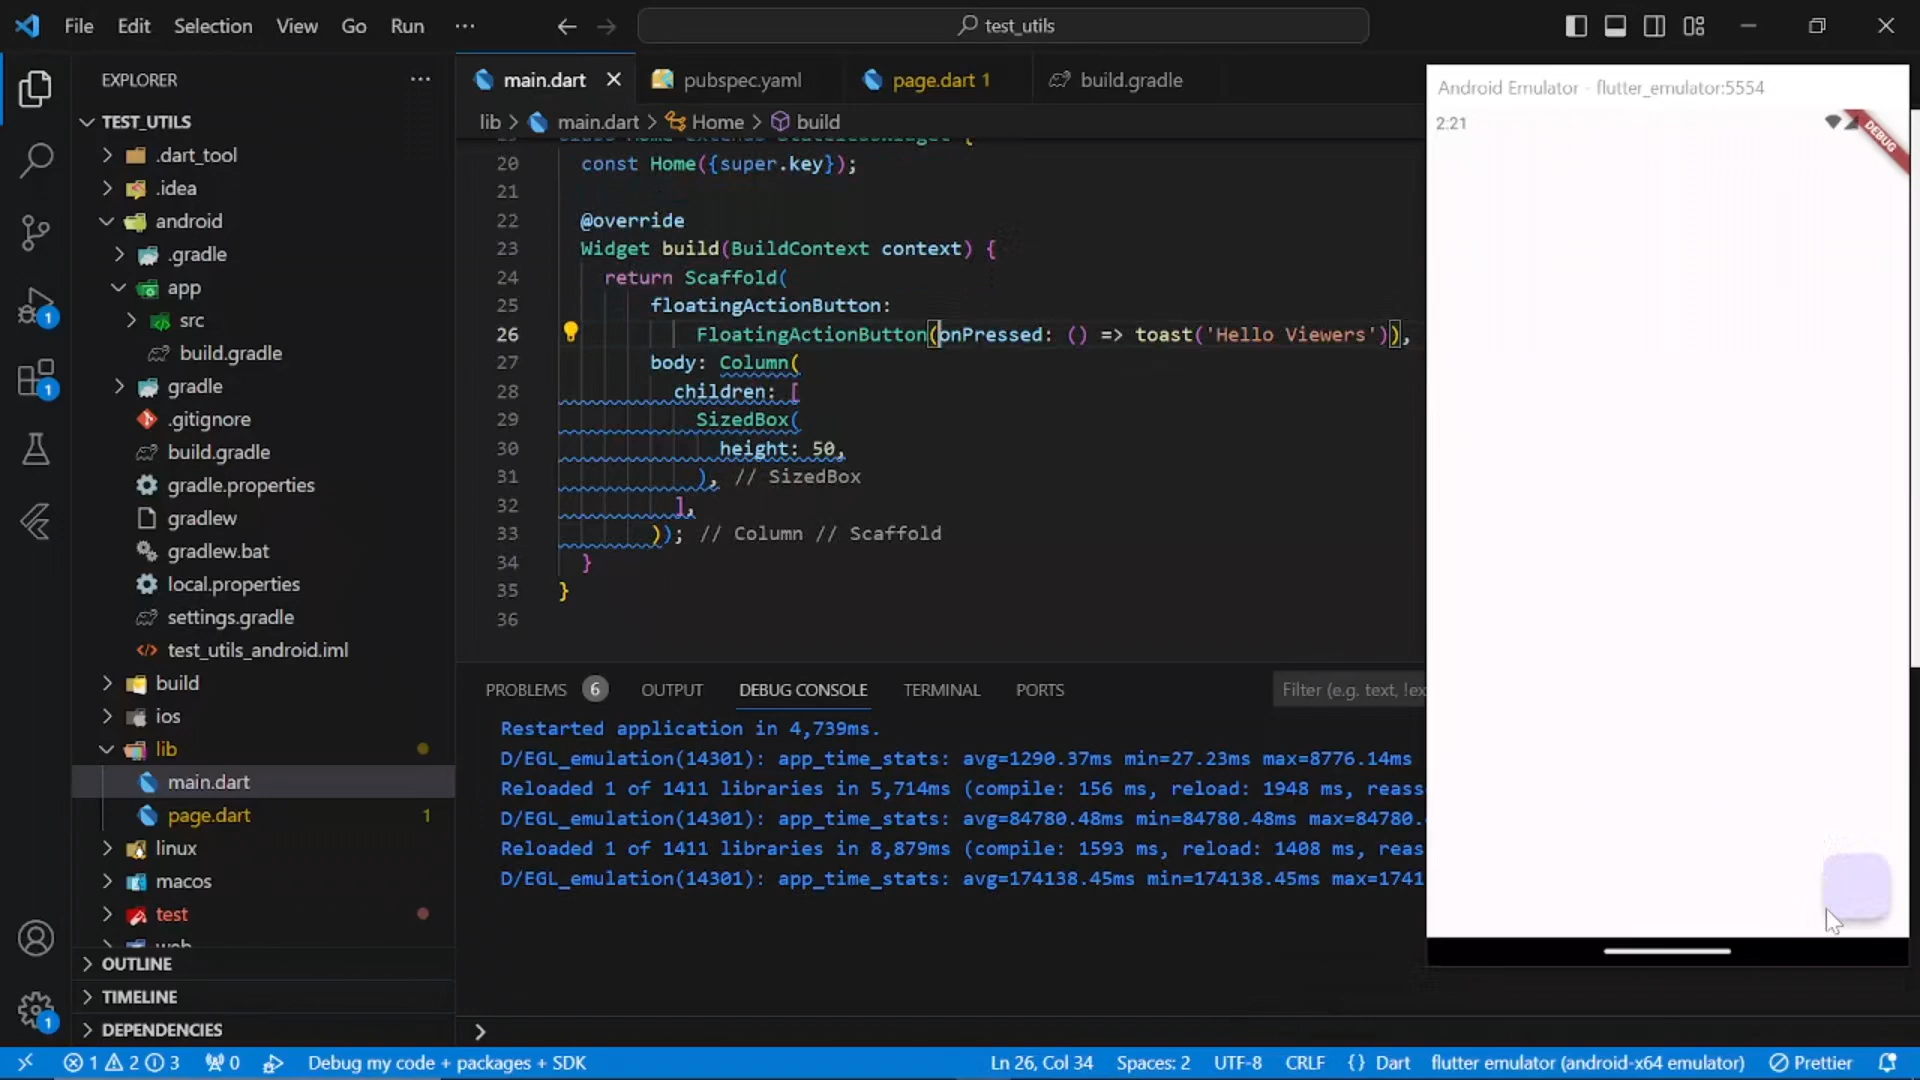 File Edit Selection View Go Run ···
test_utils
EXPLORER ···
TEST_UTILS
.dart_tool
.idea
android
.gradle
app
src
build.gradle
gradle
.gitignore
build.gradle
gradle.properties
gradlew
gradlew.bat
local.properties
settings.gradle
test_utils_android.iml
build
ios
lib
main.dart
page.dart 1
linux
macos
test
web
OUTLINE
TIMELINE
DEPENDENCIES
1
1
1
main.dart pubspec.yaml page.dart 1 build.gradle
lib > main.dart > Home > build
20 const Home({super.key});
21
22 @override
23 Widget build(BuildContext context) {
24 return Scaffold(
25 floatingActionButton:
26 FloatingActionButton(onPressed: () => toast('Hello Viewers')),
27 body: Column(
28 children: [
29 SizedBox(
30 height: 50,
31 ), // SizedBox
32 ],
33 )); // Column // Scaffold
34 }
35 }
36
PROBLEMS 6 OUTPUT DEBUG CONSOLE TERMINAL PORTS Filter (e.g. text, !ex
Restarted application in 4,739ms.
D/EGL_emulation(14301): app_time_stats: avg=1290.37ms min=27.23ms max=8776.14ms
Reloaded 1 of 1411 libraries in 5,714ms (compile: 156 ms, reload: 1948 ms, reass
D/EGL_emulation(14301): app_time_stats: avg=84780.48ms min=84780.48ms max=84780.
Reloaded 1 of 1411 libraries in 8,879ms (compile: 1593 ms, reload: 1408 ms, reas
D/EGL_emulation(14301): app_time_stats: avg=174138.45ms min=174138.45ms max=1741
Android Emulator - flutter_emulator:5554
2:21
DEBUG
1 2 3 0 Debug my code + packages + SDK Ln 26, Col 34 Spaces: 2 UTF-8 CRLF {} Dart flutter emulator (android-x64 emulator) Prettier